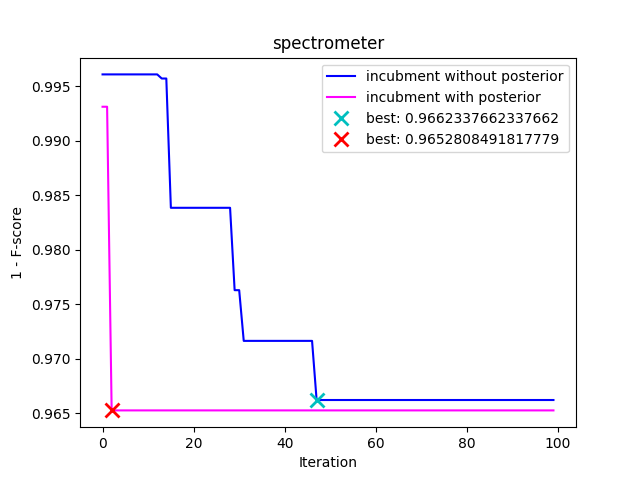 spectrometer
0.995
0.990
0.985
0.980
0.975
0.970
0.965
1 - F-score
incubment without posterior
incubment with posterior
best: 0.9662337662337662
best: 0.9652808491817779
0 20 40 60 80 100
Iteration